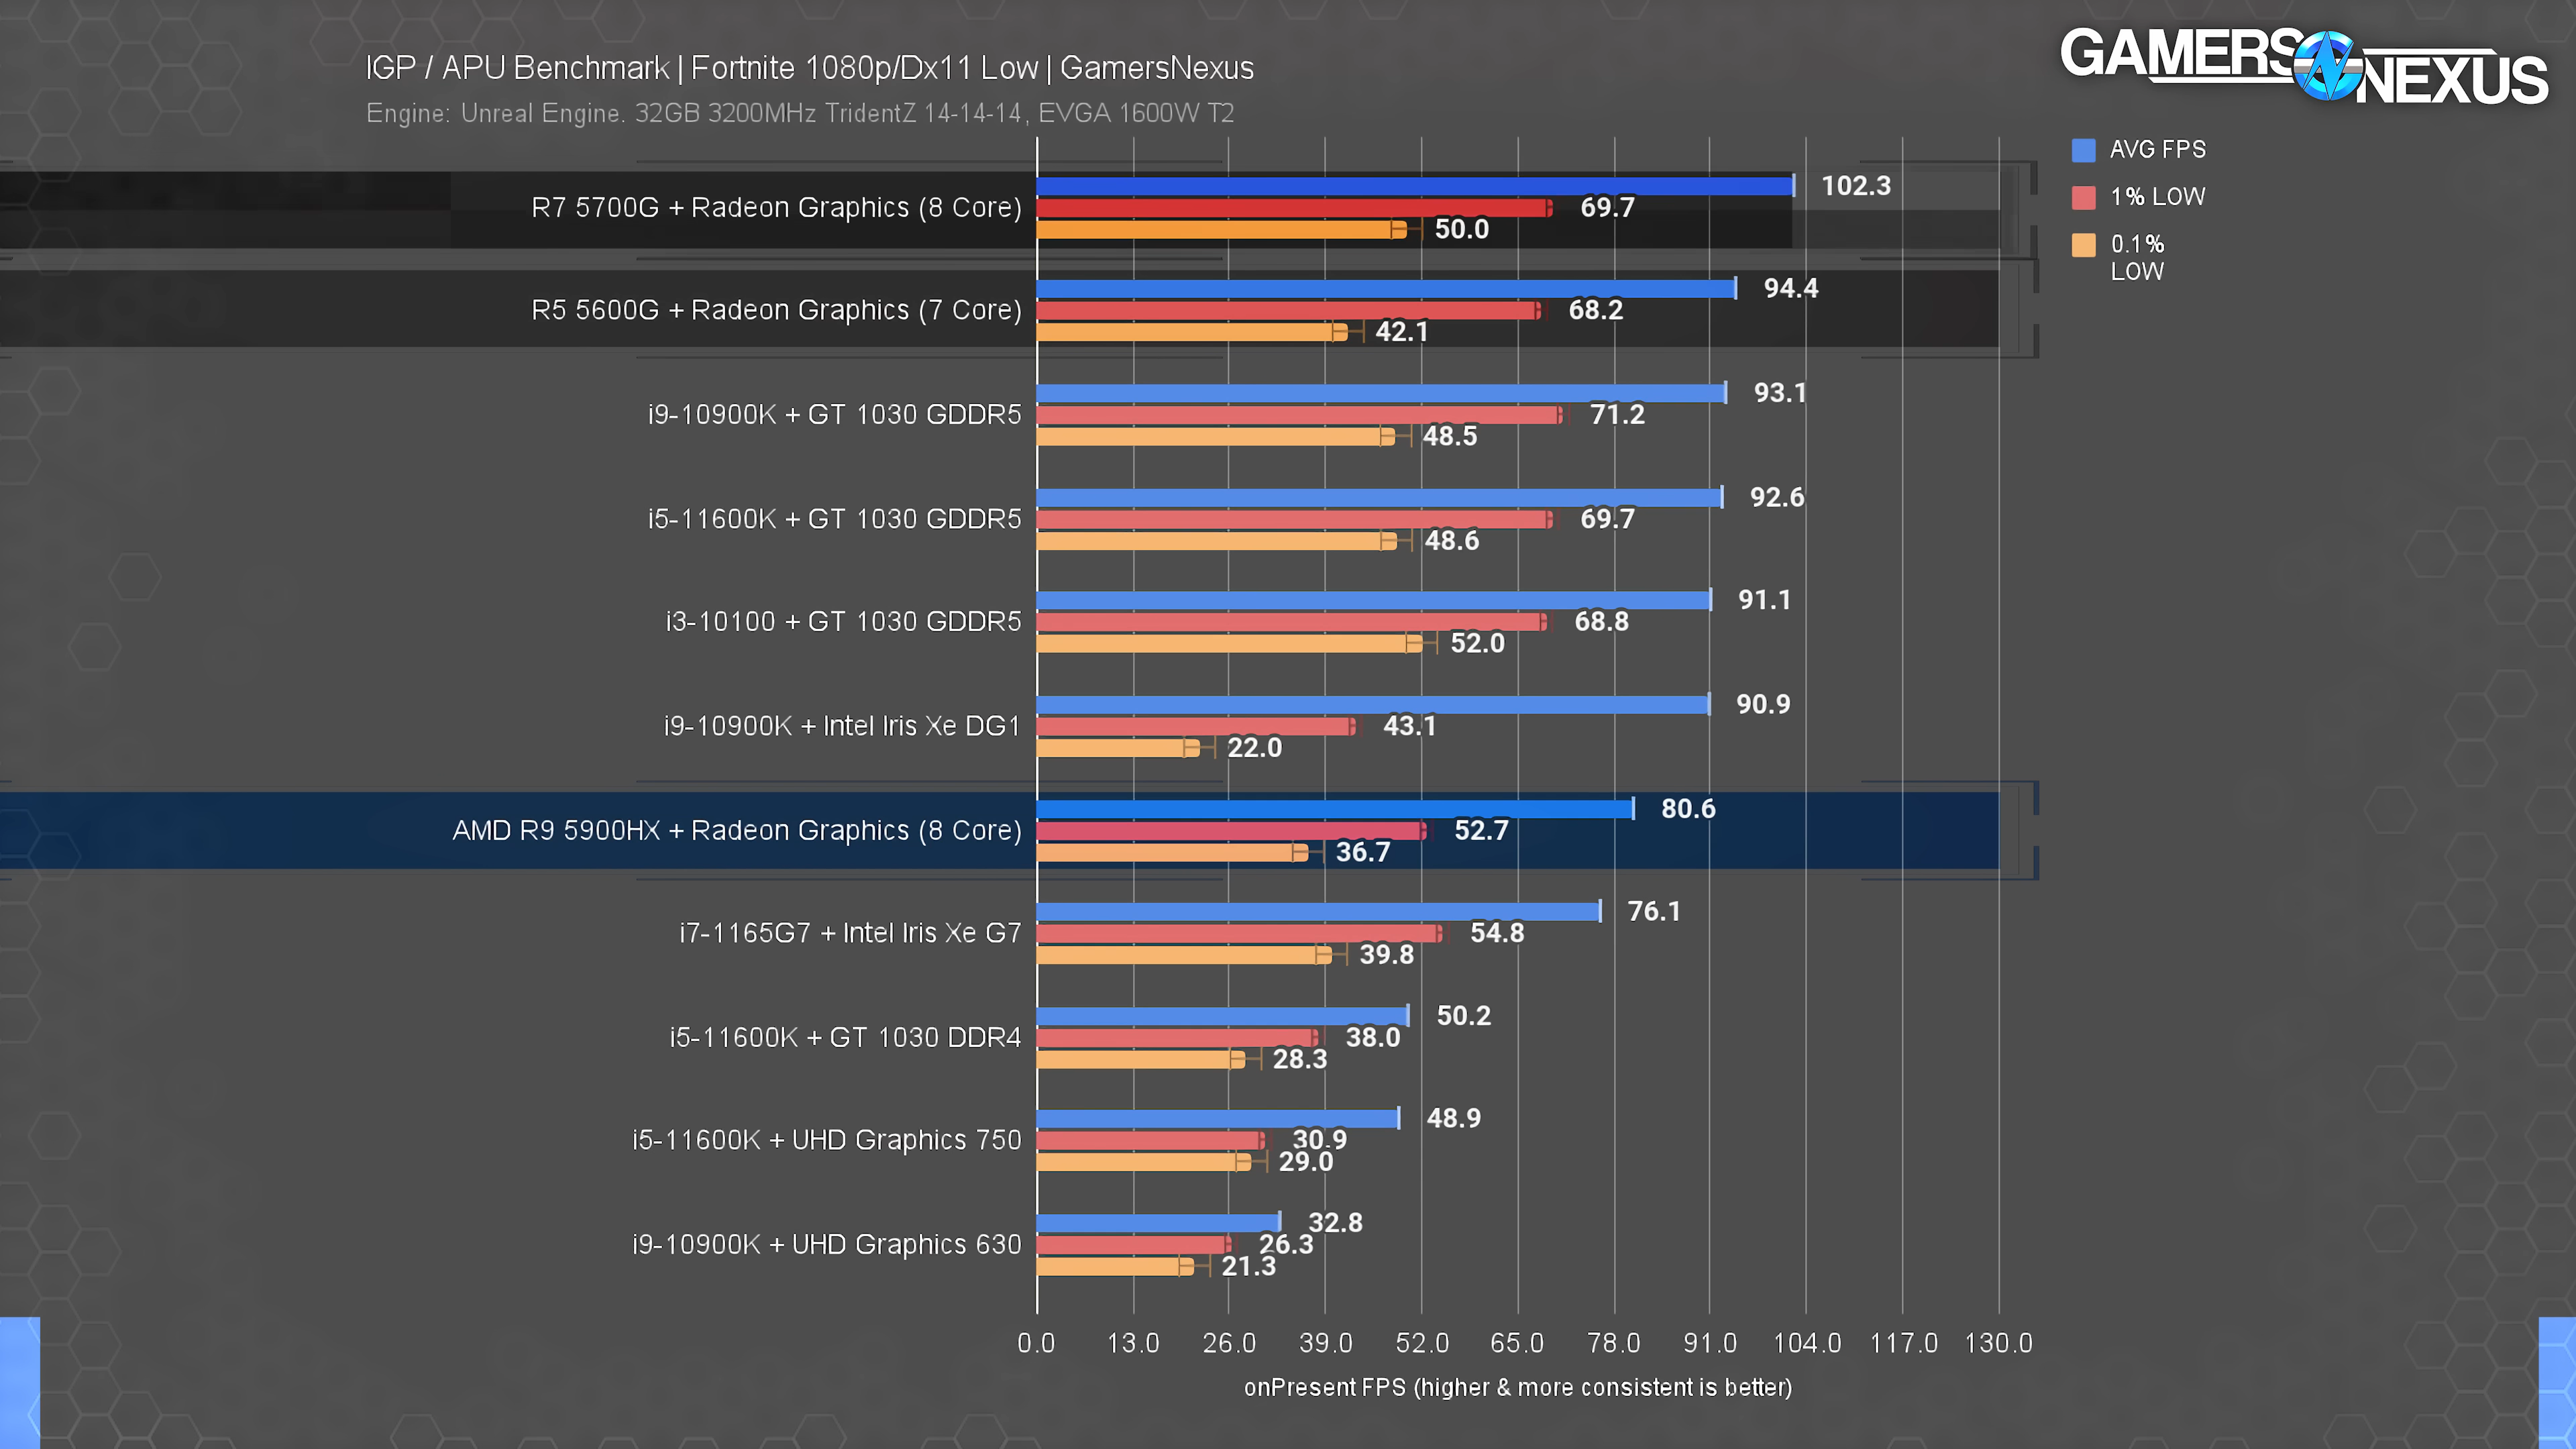 IGP / APU Benchmark | Fortnite 1080p/Dx11 Low | GamersNexus
Engine: Unreal Engine. 32GB 3200MHz TridentZ 14-14-14, EVGA 1600W T2
GAMERS NEXUS
AVG FPS
1% LOW
0.1%
LOW
R7 5700G + Radeon Graphics (8 Core)
102.3
69.7
50.0
R5 5600G + Radeon Graphics (7 Core)
94.4
68.2
42.1
i9-10900K + GT 1030 GDDR5
93.1
71.2
48.5
i5-11600K + GT 1030 GDDR5
92.6
69.7
48.6
i3-10100 + GT 1030 GDDR5
91.1
68.8
52.0
i9-10900K + Intel Iris Xe DG1
90.9
43.1
22.0
AMD R9 5900HX + Radeon Graphics (8 Core)
80.6
52.7
36.7
i7-1165G7 + Intel Iris Xe G7
76.1
54.8
39.8
i5-11600K + GT 1030 DDR4
50.2
38.0
28.3
i5-11600K + UHD Graphics 750
48.9
30.9
29.0
i9-10900K + UHD Graphics 630
32.8
26.3
21.3
0.0 13.0 26.0 39.0 52.0 65.0 78.0 91.0 104.0 117.0 130.0
onPresent FPS (higher & more consistent is better)